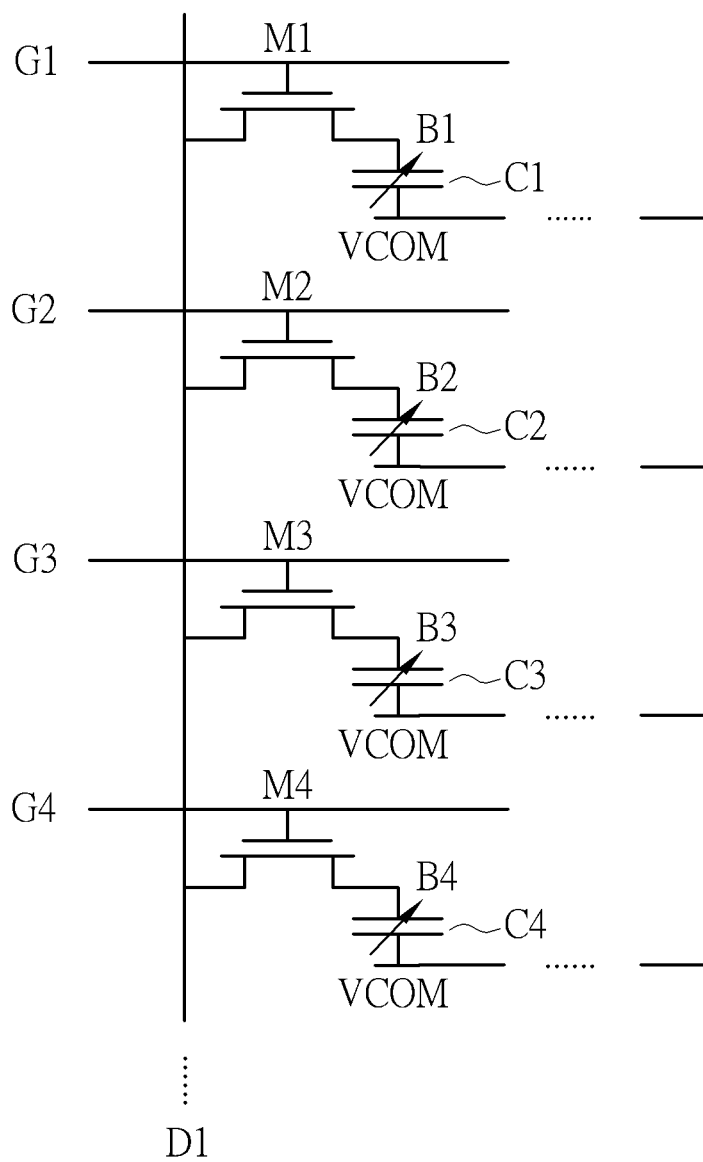 M1
G1
B1
C1
VCOM ......
M2
G2
B2
C2
VCOM ......
M3
G3
B3
C3
VCOM ......
M4
G4
B4
C4
VCOM ......
......
D1